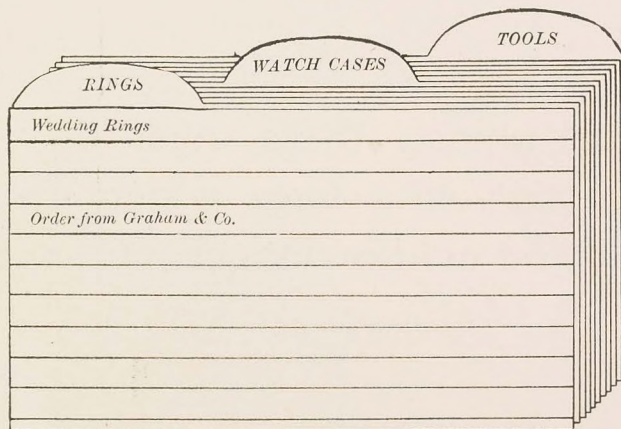 TOOLS
WATCH CASES
RINGS
Wedding Rings
Order from Graham & Co.